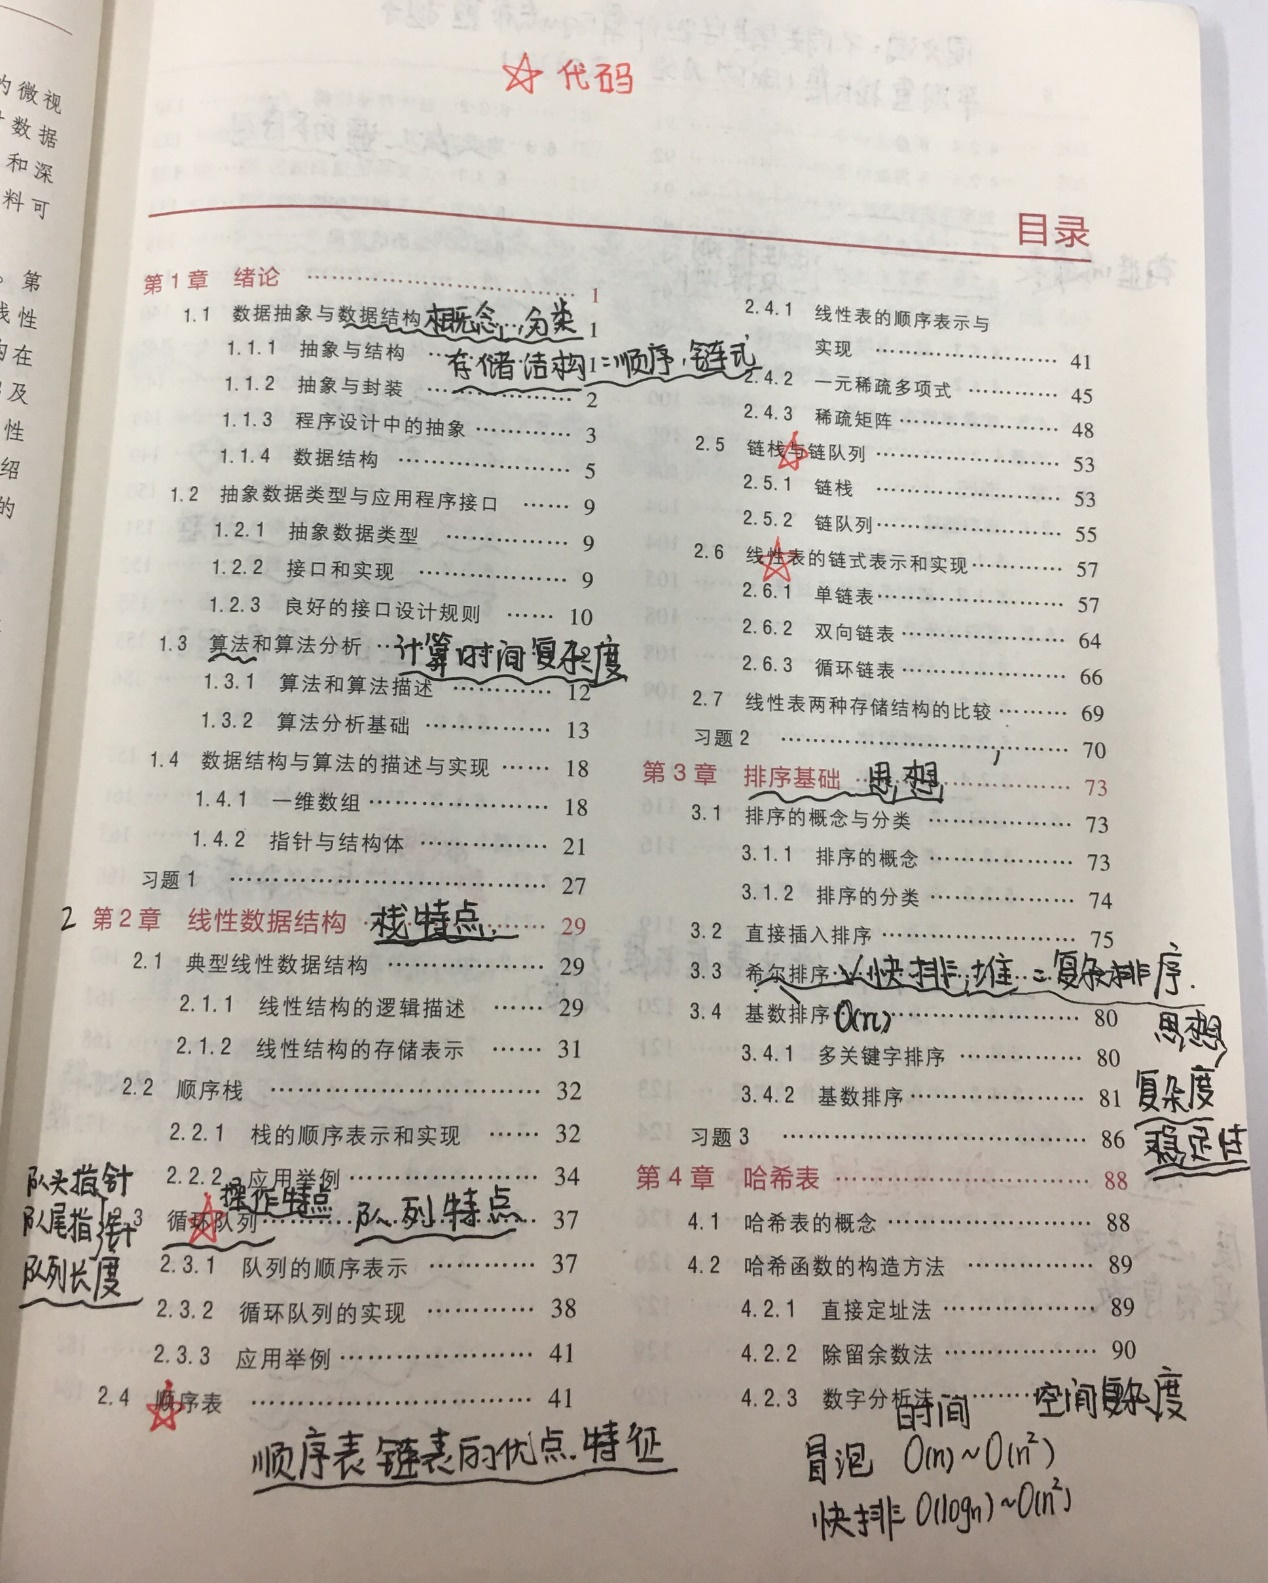 ☆ 代码
目录
的微视
数据
和深
料可
。第
线性
构在
及
性
绍
的
第1章 绪论 …… 1
1.1 数据抽象与数据结构 概念、分类 1
1.1.1 抽象与结构 …… 1
存储结构:顺序,链式
1.1.2 抽象与封装 …… 2
1.1.3 程序设计中的抽象 …… 3
1.1.4 数据结构 …… 5
1.2 抽象数据类型与应用程序接口 …… 9
1.2.1 抽象数据类型 …… 9
1.2.2 接口和实现 …… 9
1.2.3 良好的接口设计规则 …… 10
1.3 算法和算法分析 … 计算时间复杂度
1.3.1 算法和算法描述 …… 12
1.3.2 算法分析基础 …… 13
1.4 数据结构与算法的描述与实现 …… 18
1.4.1 一维数组 …… 18
1.4.2 指针与结构体 …… 21
习题1 …… 27
2 第2章 线性数据结构 栈特点. 29
2.1 典型线性数据结构 …… 29
2.1.1 线性结构的逻辑描述 …… 29
2.1.2 线性结构的存储表示 …… 31
2.2 顺序栈 …… 32
2.2.1 栈的顺序表示和实现 …… 32
2.2.2 应用举例 …… 34
操作特点
2.3 循环队列 …… 队列特点 37
队头指针
队尾指针
队列长度
2.3.1 队列的顺序表示 …… 37
2.3.2 循环队列的实现 …… 38
2.3.3 应用举例 …… 41
2.4 顺序表 …… 41
顺序表 链表的优点.特征
2.4.1 线性表的顺序表示与
实现 …… 41
2.4.2 一元稀疏多项式 …… 45
2.4.3 稀疏矩阵 …… 48
2.5 链栈与链队列 …… 53
2.5.1 链栈 …… 53
2.5.2 链队列 …… 55
2.6 线性表的链式表示和实现 …… 57
2.6.1 单链表 …… 57
2.6.2 双向链表 …… 64
2.6.3 循环链表 …… 66
2.7 线性表两种存储结构的比较 …… 69
习题2 …… 70
第3章 排序基础 …… 思想 73
3.1 排序的概念与分类 …… 73
3.1.1 排序的概念 …… 73
3.1.2 排序的分类 …… 74
3.2 直接插入排序 …… 75
3.3 希尔排序 快排,堆 = 复杂排序.
3.4 基数排序 O(n) …… 80
思想
3.4.1 多关键字排序 …… 80
3.4.2 基数排序 …… 81
复杂度
习题3 …… 86
稳定性
第4章 哈希表 …… 88
4.1 哈希表的概念 …… 88
4.2 哈希函数的构造方法 …… 89
4.2.1 直接定址法 …… 89
4.2.2 除留余数法 …… 90
4.2.3 数字分析法 ……
时间 空间复杂度
冒泡 O(n)~O(n²)
快排 O(logn)~O(n²)